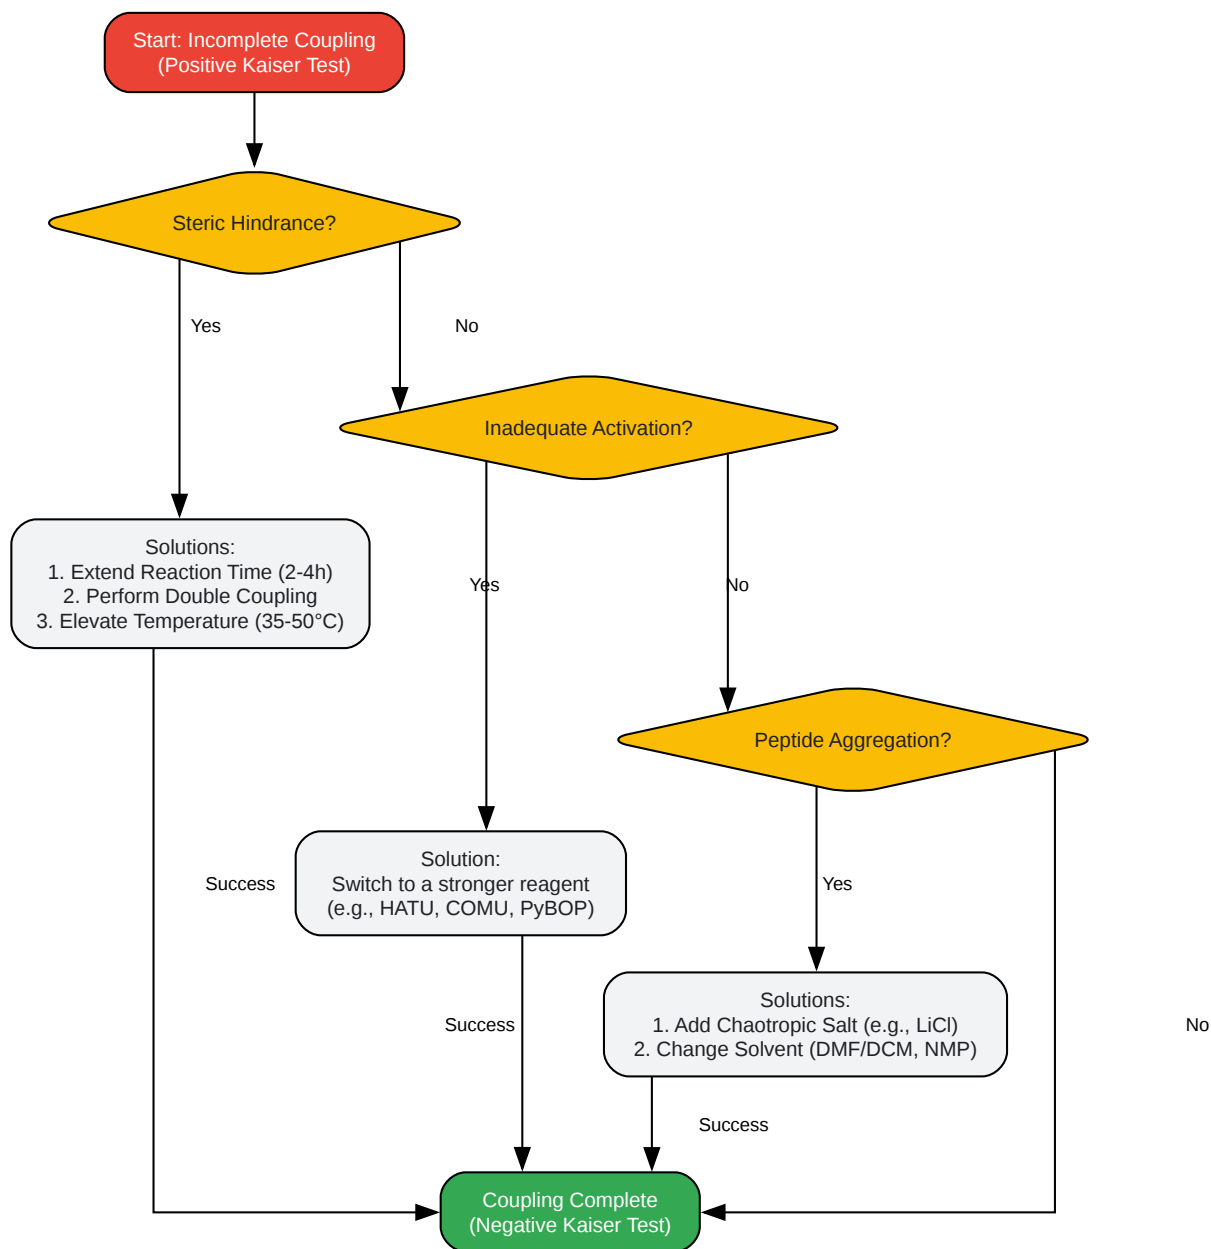 Start: Incomplete Coupling
(Positive Kaiser Test)
Steric Hindrance?
Yes
No
Inadequate Activation?
Solutions:
1. Extend Reaction Time (2-4h)
2. Perform Double Coupling
3. Elevate Temperature (35-50°C)
Yes
No
Peptide Aggregation?
Solution:
Switch to a stronger reagent
(e.g., HATU, COMU, PyBOP)
Success
Yes
Solutions:
1. Add Chaotropic Salt (e.g., LiCl)
2. Change Solvent (DMF/DCM, NMP)
Success
No
Success
Coupling Complete
(Negative Kaiser Test)